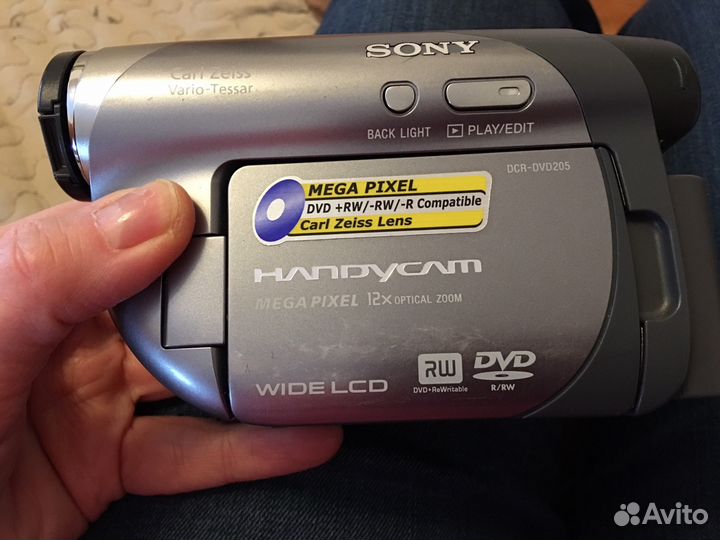 SONY
Carl Zeiss
Vario-Tessar
BACK LIGHT
PLAY/EDIT
DCR-DVD205
MEGA PIXEL
DVD +RW/-RW/-R Compatible
Carl Zeiss Lens
HANDYCAM
MEGA PIXEL 12x OPTICAL ZOOM
WIDE LCD
RW
DVD+ReWritable
DVD
R/RW
Avito